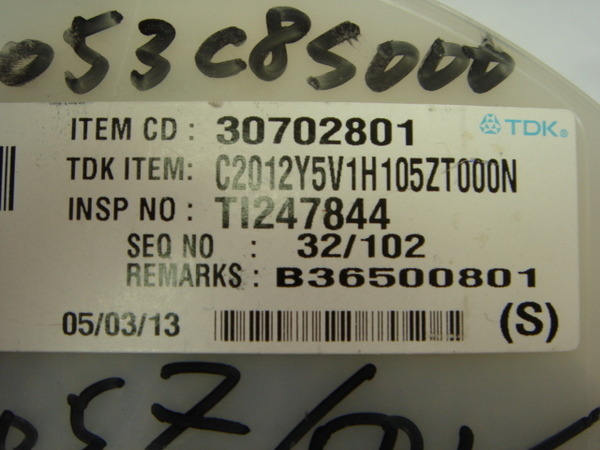 053C85000
ITEM CD : 30702801
TDK®
TDK ITEM: C2012Y5V1H105ZT000N
INSP NO : TI247844
SEQ NO : 32/102
REMARKS : B36500801
05/03/13
(S)